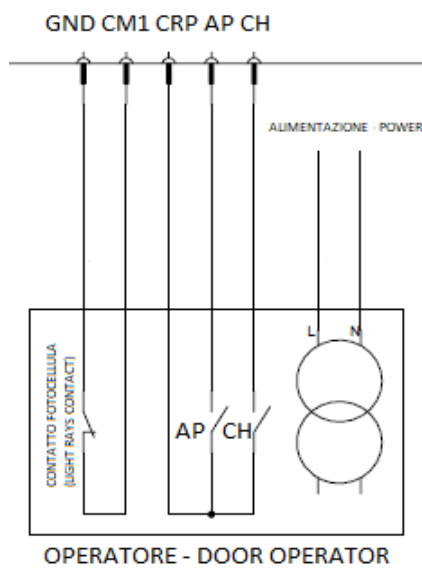 GND CM1 CRP AP CH
ALIMENTAZIONE - POWER
L N
CONTATTO FOTOCELLULA
(LIGHT RAYS CONTACT)
AP CH
OPERATORE - DOOR OPERATOR